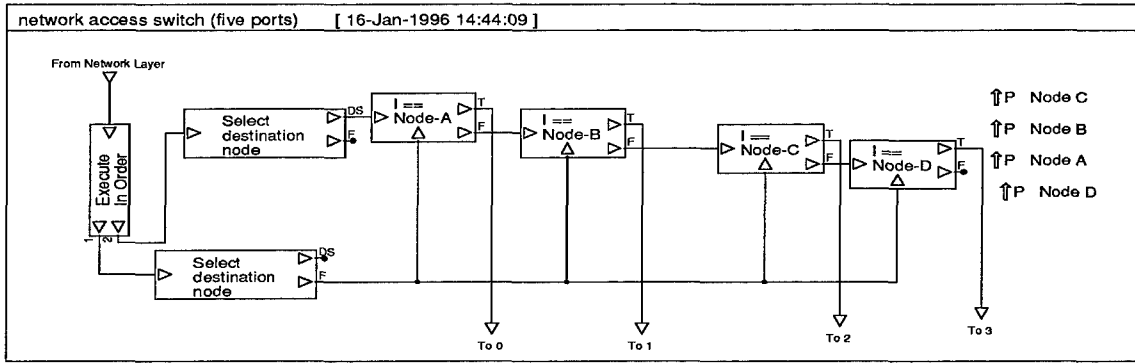 network access switch (five ports) [ 16-Jan-1996 14:44:09 ]
From Network Layer
Execute
In Order
1
2
Select
destination
node
DS
F
I ==
Node-A
T
F
I ==
Node-B
T
F
I ==
Node-C
T
F
I ==
Node-D
T
F
⇧P Node C
⇧P Node B
⇧P Node A
⇧P Node D
Select
destination
node
DS
F
To 0
To 1
To 2
To 3